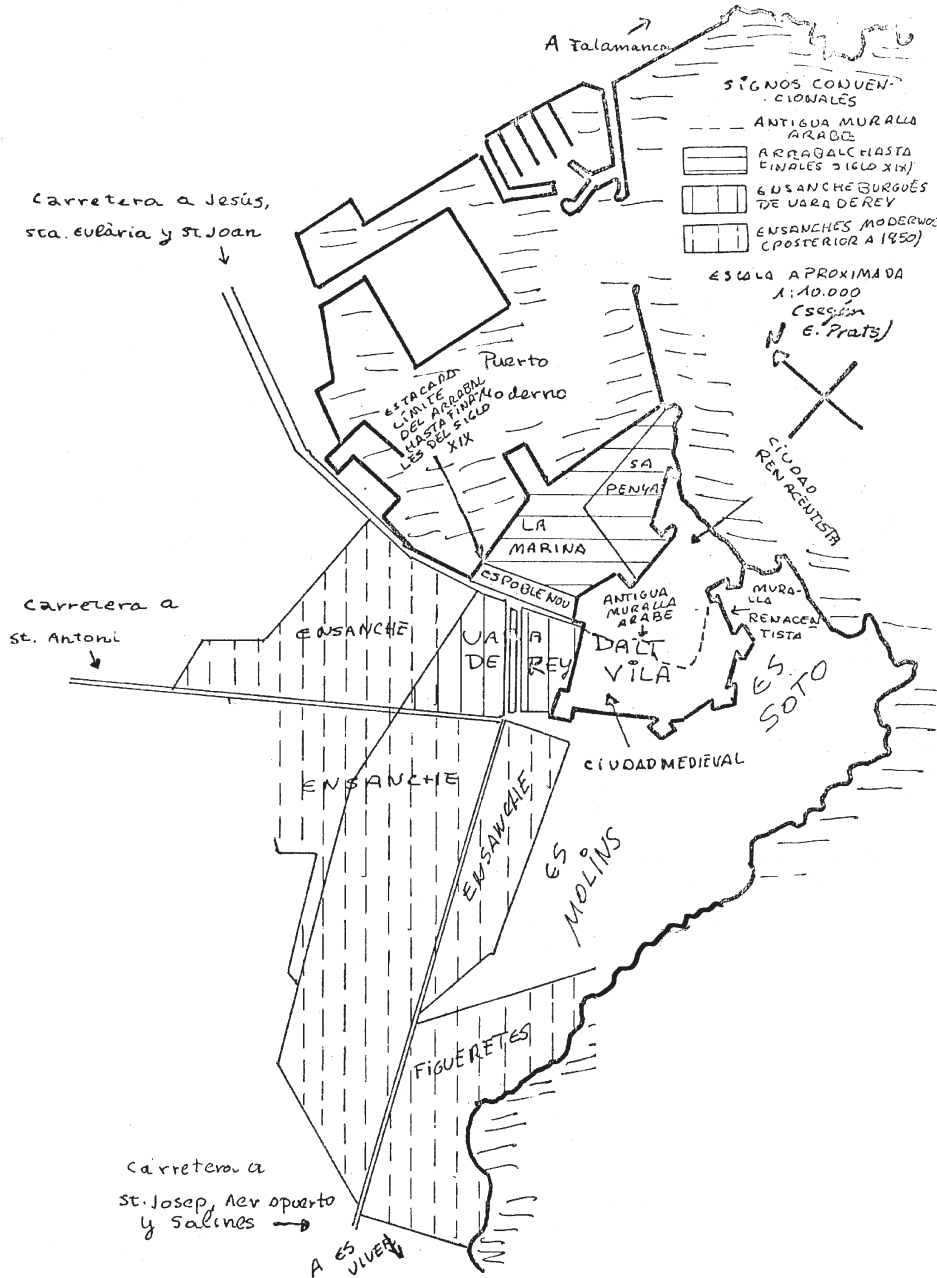 A Talamanca
SIGNOS CONVEN-
-CIONALES
ANTIGUA MURALLA
ARABE
ARRABAL (HASTA
FINALES SIGLO XIX)
ENSANCHE BURGUÉS
DE VARA DE REY
ENSANCHES MODERNOS
(POSTERIOR A 1950)
ESCALA APROXIMADA
1:10.000
(según
E. Prats)
N
Carretera a Jesús,
Sta. Eulària y St Joan
Puerto
Moderno
ESTACADA
LIMITE
DEL ARRABAL
HASTA FINA-
LES DEL SIGLO
XIX
CIUDAD
RENACENTISTA
SA
PENYA
LA
MARINA
ES POBLE NOU
Carretera a
St. Antoni
ENSANCHE
VA RA
DE REY
ANTIGUA
MURALLA
ARABE
DALT
VILA
MURA-
LLA
RENACEN
TISTA
ES
SOTO
CIUDAD MEDIEVAL
ENSANCHE
ENSANCHE
ES
MOLINS
FIGUERETES
Carretera a
St. Josep, Aeropuerto
y Salines
A ES
VIVER